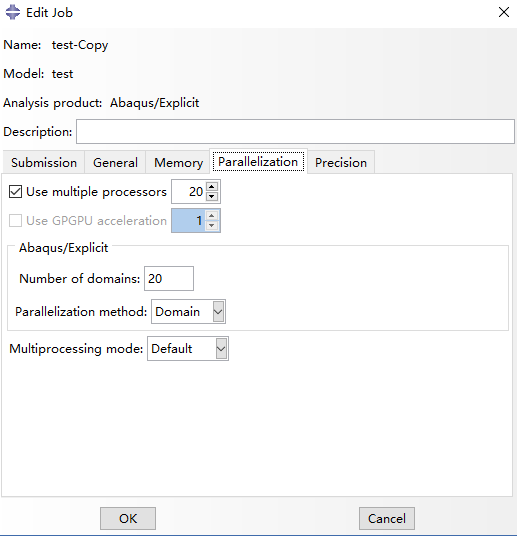 Edit Job
Name: test-Copy
Model: test
Analysis product: Abaqus/Explicit
Description:
Submission General Memory Parallelization Precision
Use multiple processors 20
Use GPGPU acceleration 1
Abaqus/Explicit
Number of domains: 20
Parallelization method: Domain
Multiprocessing mode: Default
OK Cancel